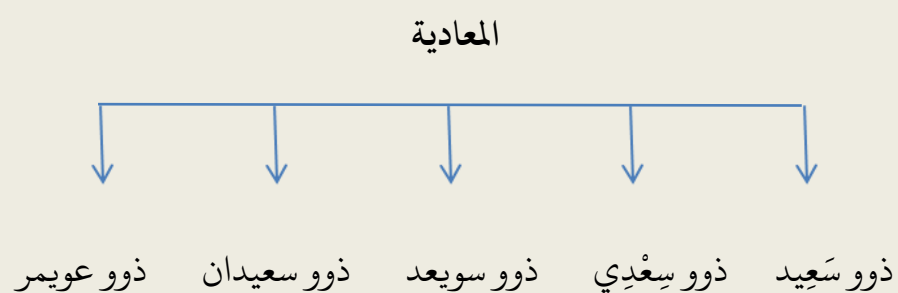 المعادية
ذوو سَعِيد ذوو سِعْدِي ذوو سويعد ذوو سعيدان ذوو عويمر